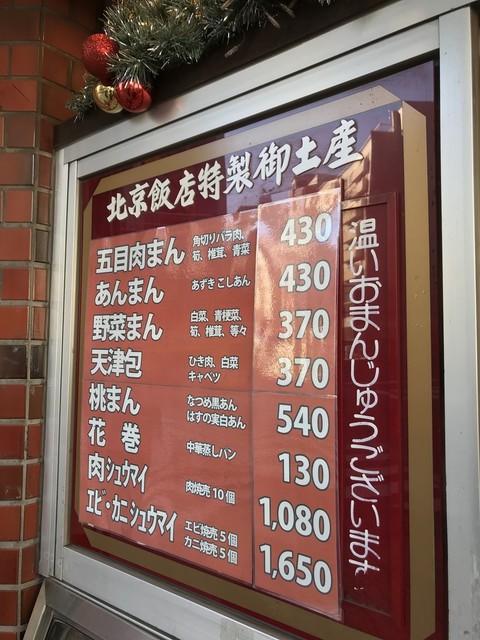 北京飯店特製御土産
五目肉まん 角切りバラ肉、筍、椎茸、青菜 430
あんまん あずき こしあん 430
野菜まん 白菜、青梗菜、筍、椎茸、等々 370
天津包 ひき肉、白菜 キャベツ 370
桃まん なつめ黒あん はすの実白あん 540
花 巻 中華蒸しパン 130
肉シュウマイ 肉焼売10個 1,080
エビ・カニシュウマイ エビ焼売5個 カニ焼売5個 1,650
温いおまんじゅうございます